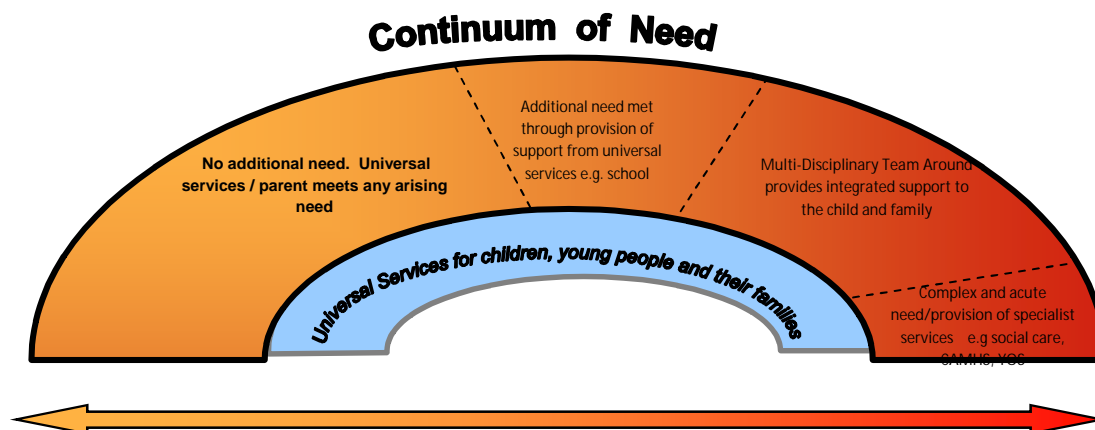 Continuum of Need
Additional need met
through provision of
support from universal
services e.g. school
No additional need. Universal
services / parent meets any arising
need
Multi-Disciplinary Team Around
provides integrated support to
the child and family
Universal Services for children, young people and their families
Complex and acute
need/provision of specialist
services e.g social care,
CAMHS, YOS